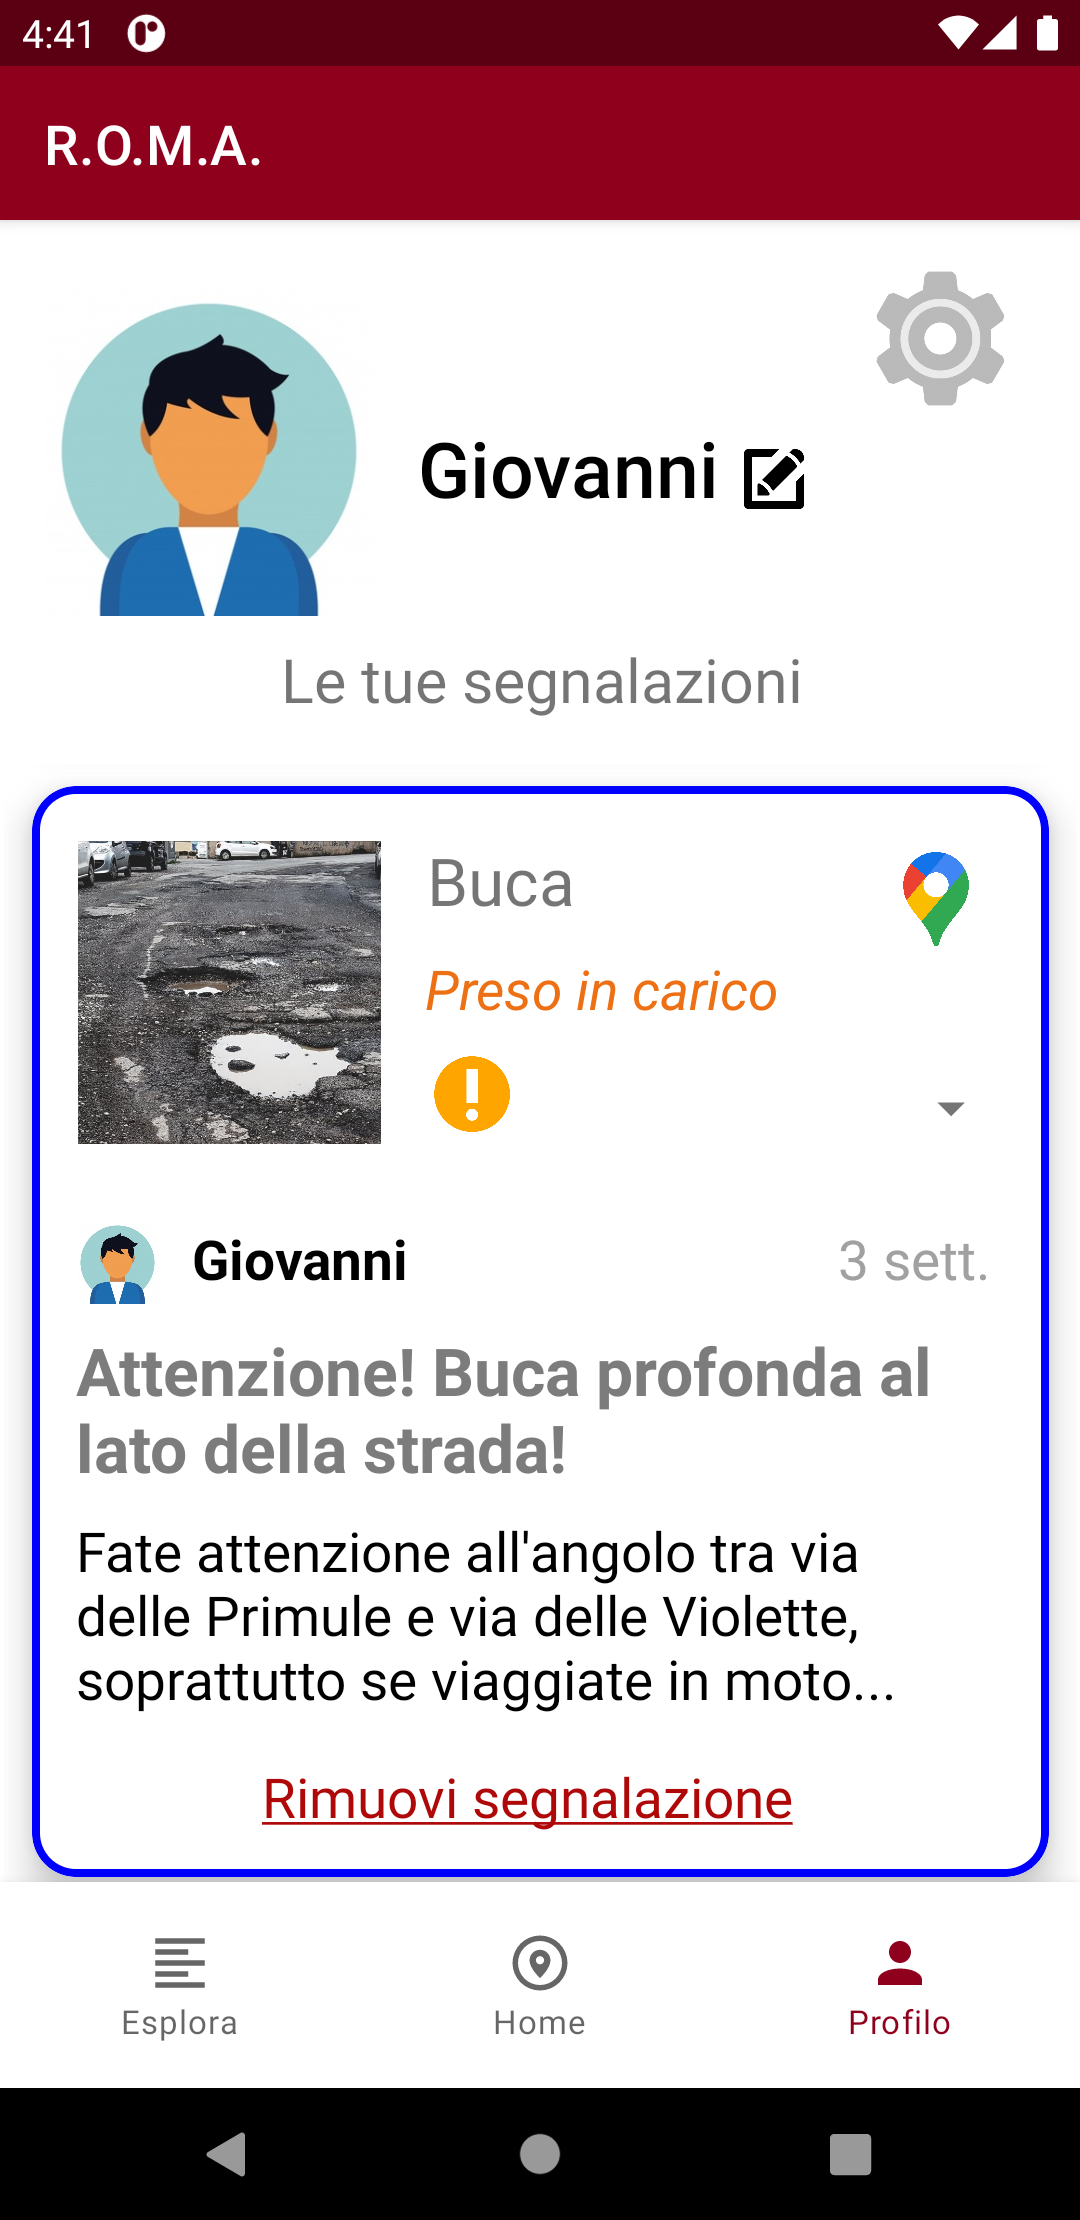 4:41
R.O.M.A.
Giovanni
Le tue segnalazioni
Buca
Preso in carico
Giovanni
3 sett.
Attenzione! Buca profonda al
lato della strada!
Fate attenzione all'angolo tra via
delle Primule e via delle Violette,
soprattutto se viaggiate in moto...
Rimuovi segnalazione
Esplora
Home
Profilo